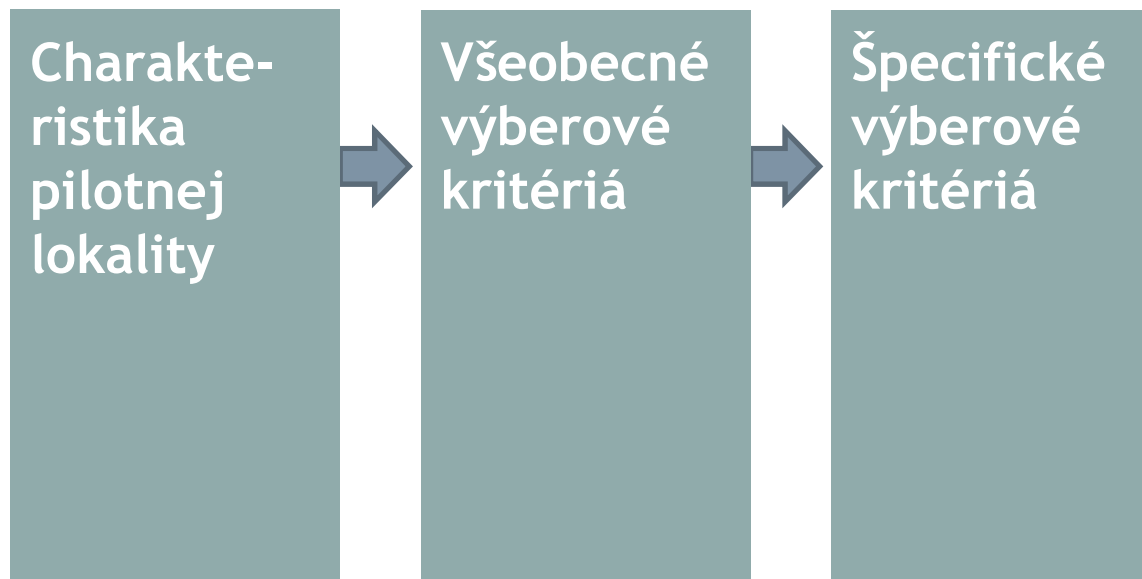 Charakte-
ristika
pilotnej
lokality
Všeobecné
výberové
kritériá
Špecifické
výberové
kritériá